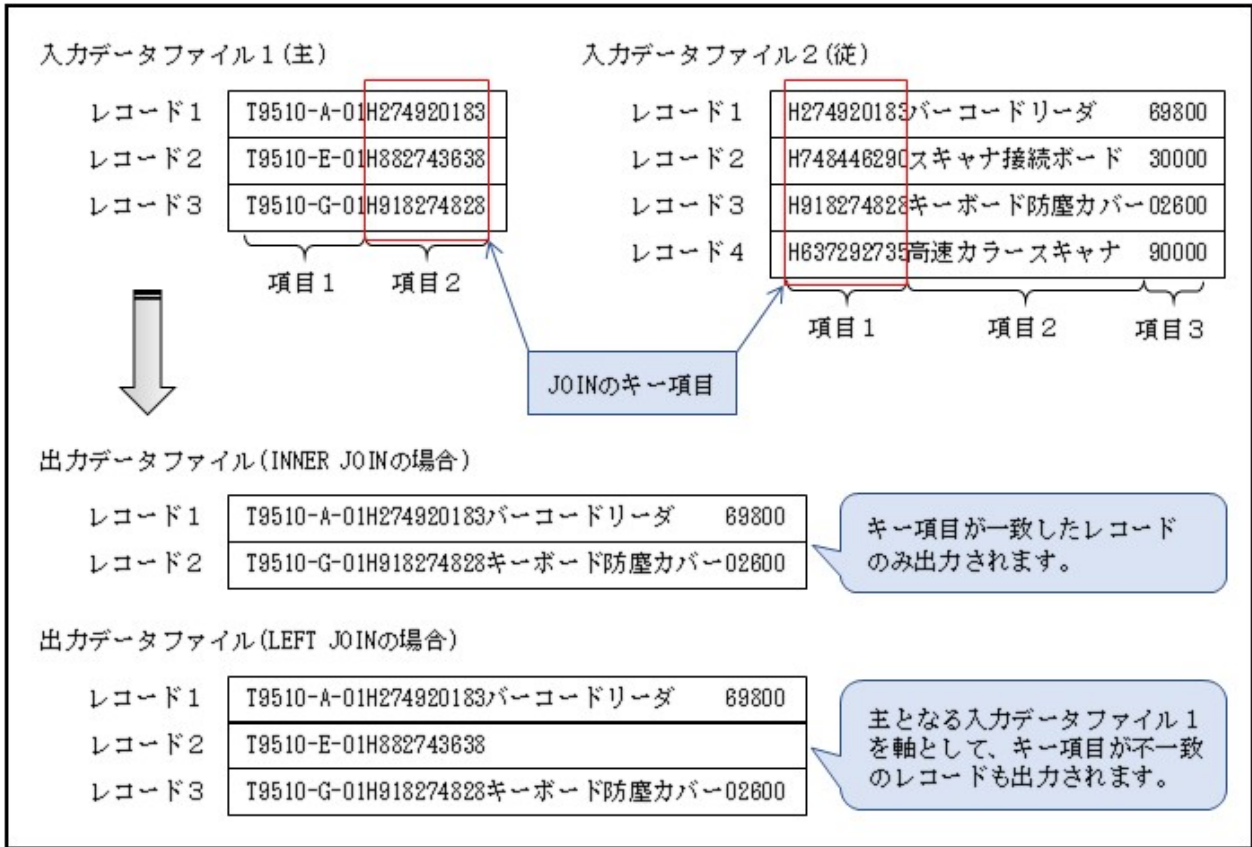 入力データファイル１(主)
レコード１ T9510-A-01H274920183
レコード２ T9510-E-01H882743638
レコード３ T9510-G-01H918274828
項目１ 項目２
入力データファイル２(従)
レコード１ H274920183バーコードリーダ 69800
レコード２ H748446290スキャナ接続ボード 30000
レコード３ H918274828キーボード防塵カバー02600
レコード４ H637292735高速カラースキャナ 90000
項目１ 項目２ 項目３
JOINのキー項目
出力データファイル(INNER JOINの場合)
レコード１ T9510-A-01H274920183バーコードリーダ 69800
レコード２ T9510-G-01H918274828キーボード防塵カバー02600
キー項目が一致したレコード
のみ出力されます。
出力データファイル(LEFT JOINの場合)
レコード１ T9510-A-01H274920183バーコードリーダ 69800
レコード２ T9510-E-01H882743638
レコード３ T9510-G-01H918274828キーボード防塵カバー02600
主となる入力データファイル１
を軸として、キー項目が不一致
のレコードも出力されます。